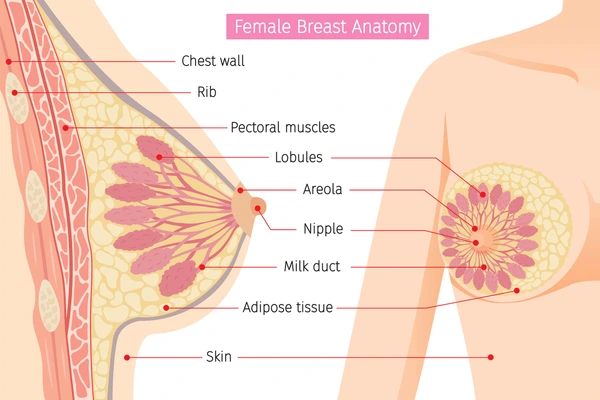 Female Breast Anatomy
Chest wall
Rib
Pectoral muscles
Lobules
Areola
Nipple
Milk duct
Adipose tissue
Skin